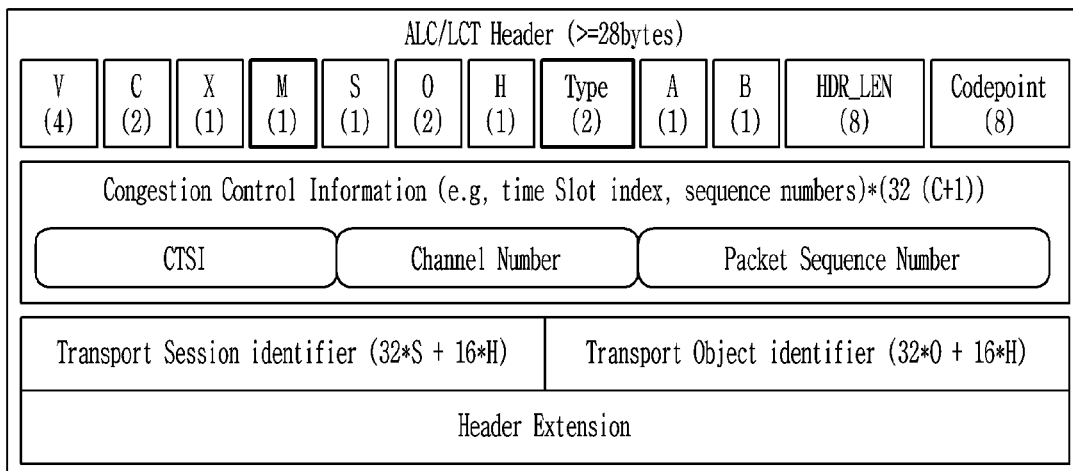 ALC/LCT Header (>=28bytes)
V C X M S O H Type A B HDR_LEN Codepoint
(4) (2) (1) (1) (1) (2) (1) (2) (1) (1) (8) (8)
Congestion Control Information (e.g, time Slot index, sequence numbers)*(32 (C+1))
CTSI Channel Number Packet Sequence Number
Transport Session identifier (32*S + 16*H) Transport Object identifier (32*O + 16*H)
Header Extension